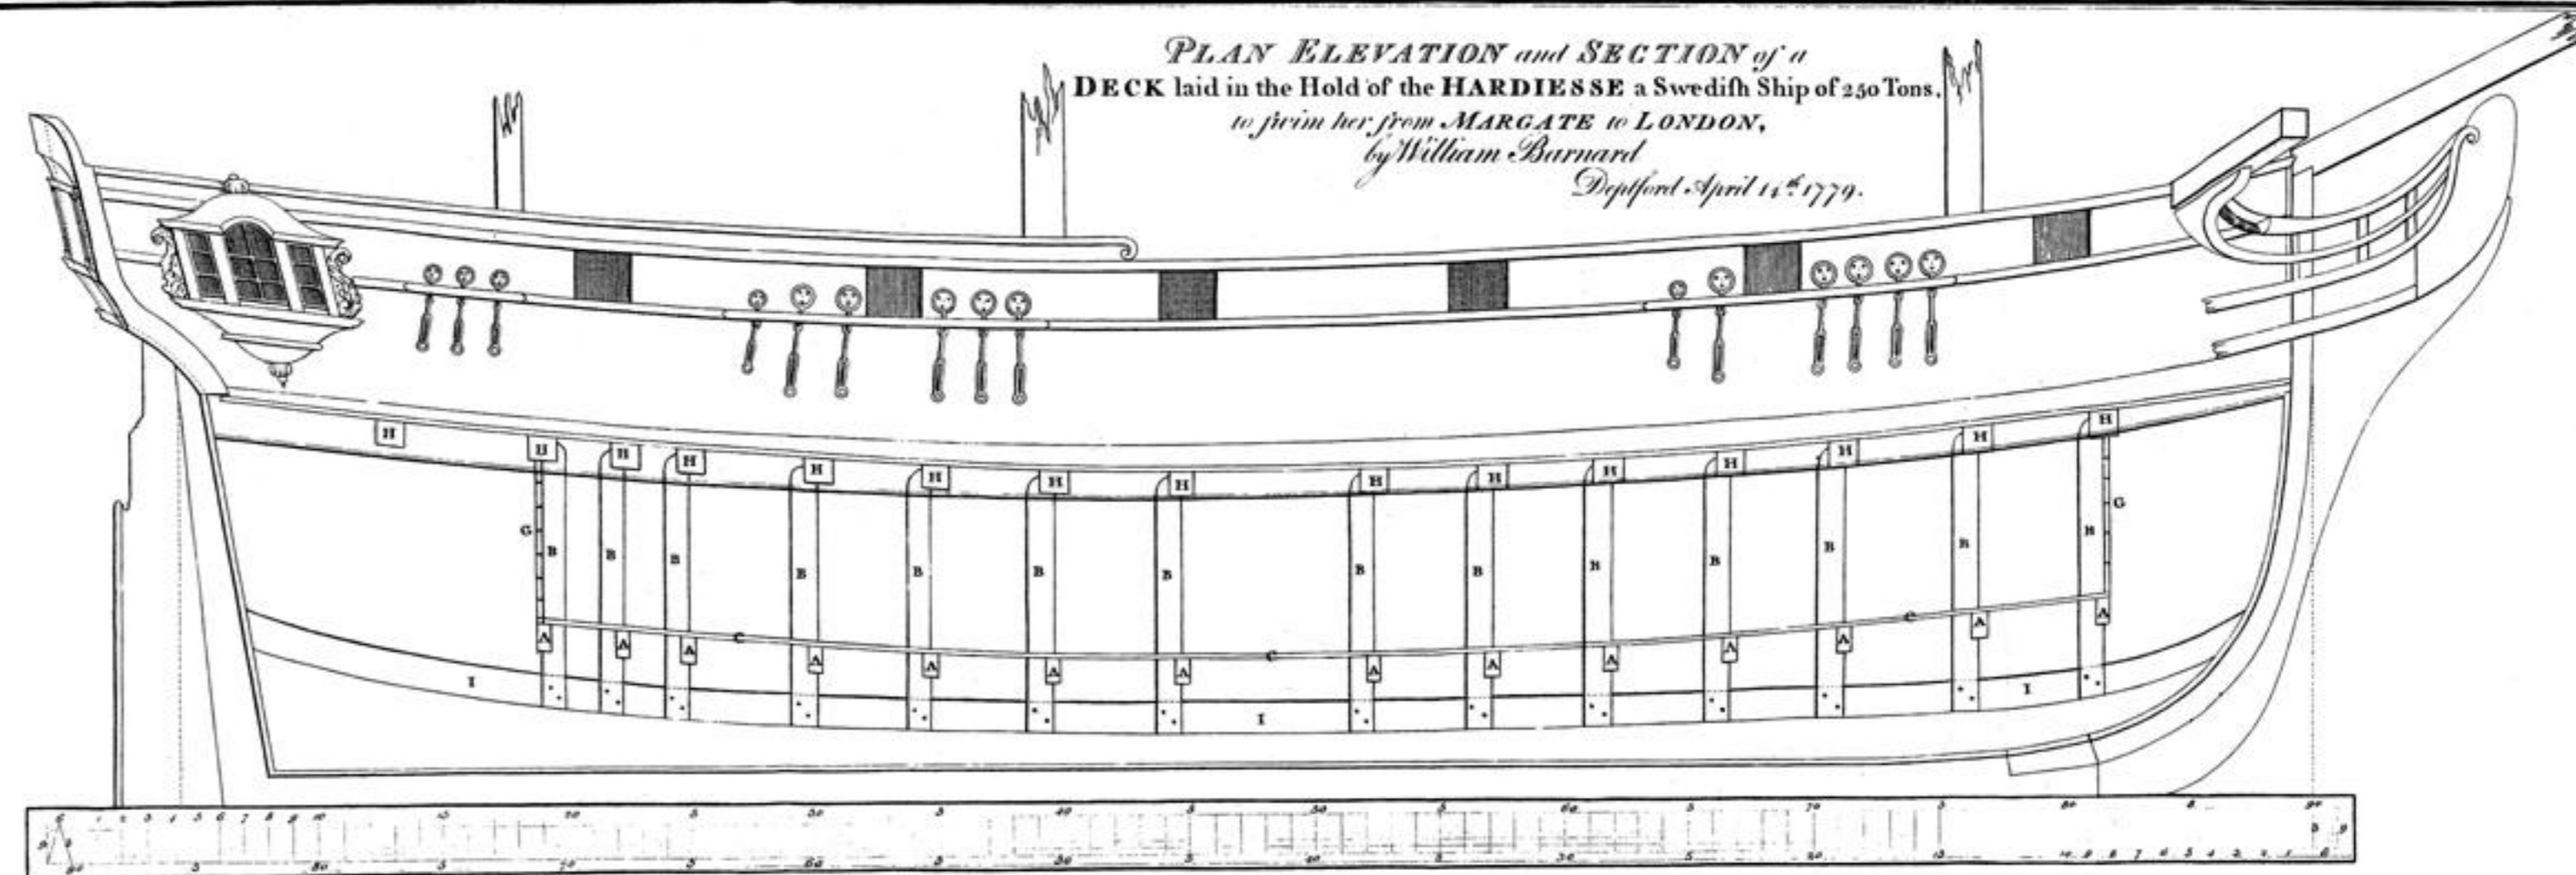 PLAN ELEVATION and SECTION of a
DECK laid in the Hold of the HARDIESSE a Swediſh Ship of 250 Tons,
to ſwim her from MARGATE to LONDON,
by William Barnard
Deptford April 14th. 1779.
H H H H H H H H H H H H H H H
G B B B B B B B B B B B B B H G
A A A A A A A A A A A A A A
C C C
I I I